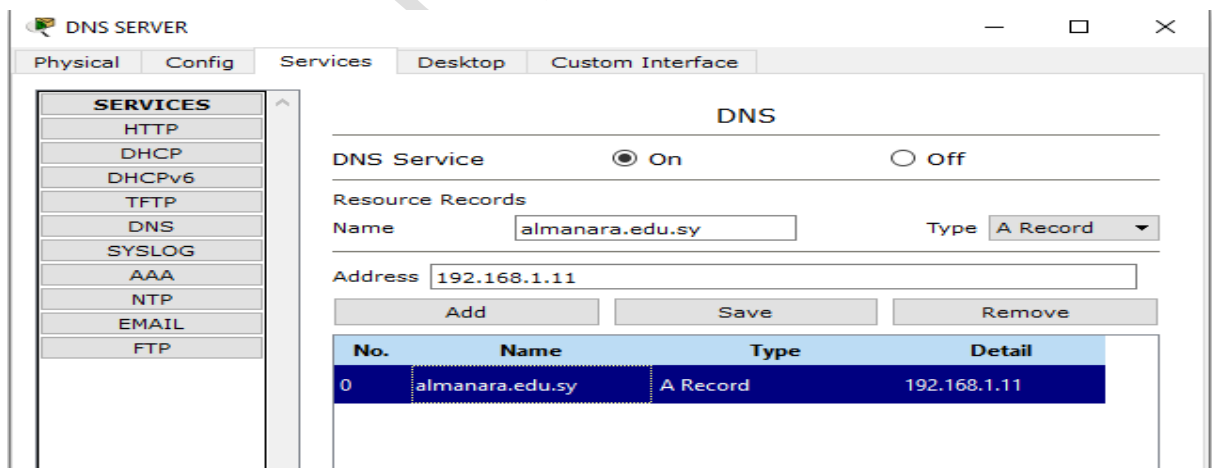 DNS SERVER
Physical Config Services Desktop Custom Interface
SERVICES
HTTP
DHCP
DHCPv6
TFTP
DNS
SYSLOG
AAA
NTP
EMAIL
FTP
DNS
DNS Service On Off
Resource Records
Name almanara.edu.sy Type A Record
Address 192.168.1.11
Add Save Remove
No. Name Type Detail
0 almanara.edu.sy A Record 192.168.1.11